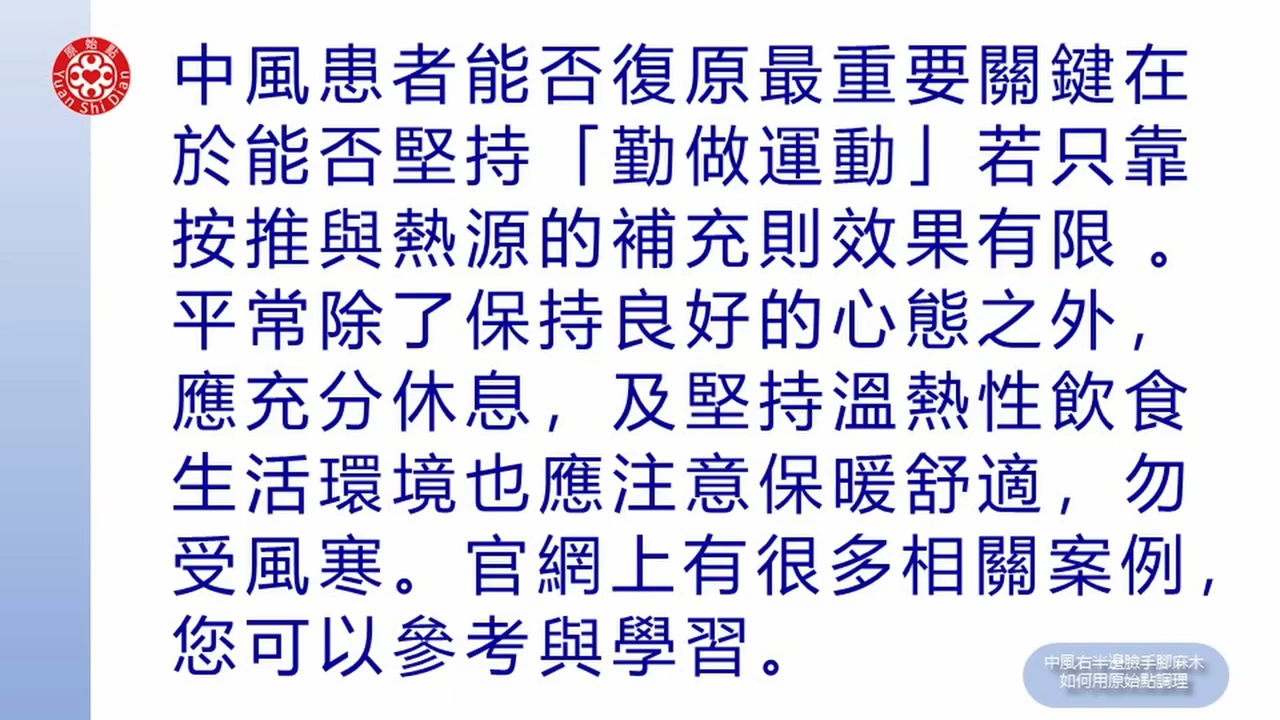 原始點
Yuan Shi Dian
中風患者能否復原最重要關鍵在
於能否堅持「勤做運動」若只靠
按推與熱源的補充則效果有限 。
平常除了保持良好的心態之外，
應充分休息，及堅持溫熱性飲食
生活環境也應注意保暖舒適，勿
受風寒。官網上有很多相關案例，
您可以參考與學習。
中風右半邊臉手腳麻木
如何用原始點調理